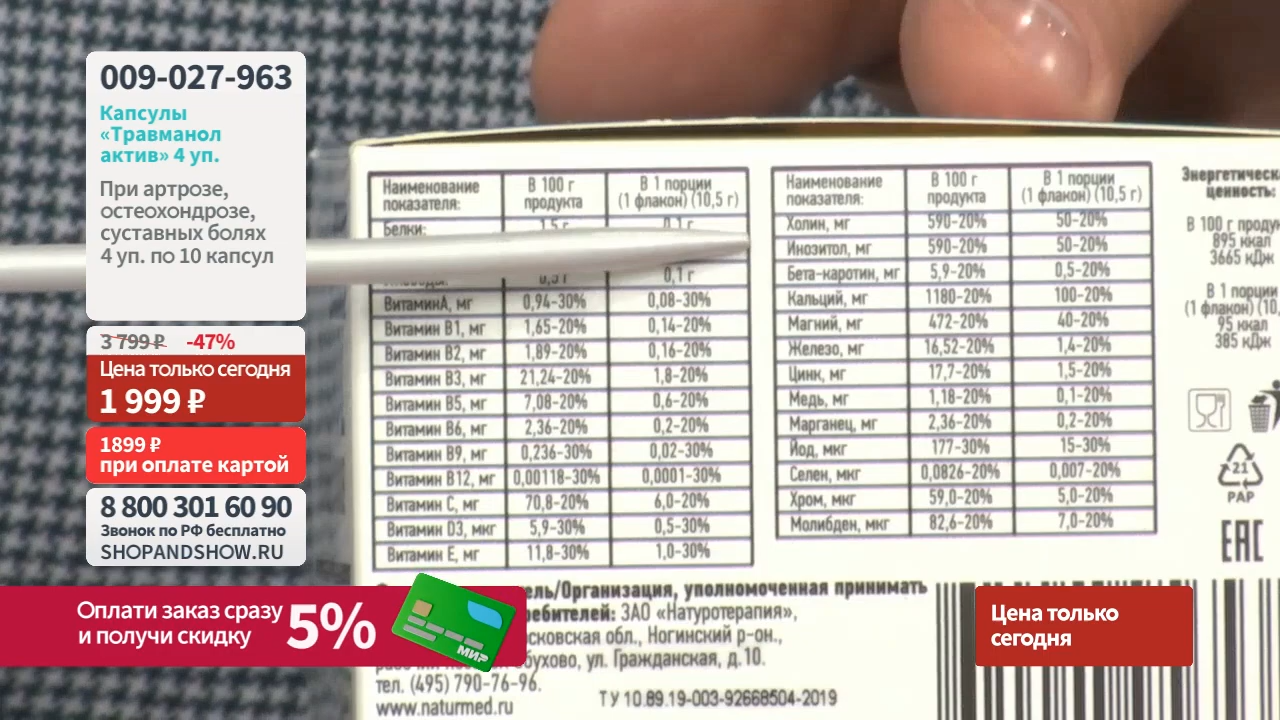 009-027-963
Капсулы
«Травманол
актив» 4 уп.
При артрозе,
остеохондрозе,
суставных болях
4 уп. по 10 капсул
3 799 ₽ -47%
Цена только сегодня
1 999 ₽
1899 ₽
при оплате картой
8 800 301 60 90
Звонок по РФ бесплатно
SHOPANDSHOW.RU
Оплати заказ сразу
и получи скидку
5%
МИР
Наименование показателя: В 100 г продукта В 1 порции (1 флакон) (10,5 г)
Белки: 1,5 г 0,1 г
0,1 г
ВитаминА, мг 0,94-30% 0,08-30%
Витамин В1, мг 1,65-20% 0,14-20%
Витамин В2, мг 1,89-20% 0,16-20%
Витамин В3, мг 21,24-20% 1,8-20%
Витамин В5, мг 7,08-20% 0,6-20%
Витамин В6, мг 2,36-20% 0,2-20%
Витамин В9, мг 0,236-30% 0,02-30%
Витамин В12, мг 0,00118-30% 0,0001-30%
Витамин С, мг 70,8-20% 6,0-20%
Витамин D3, мкг 5,9-30% 0,5-30%
Витамин Е, мг 11,8-30% 1,0-30%
Наименование показателя: В 100 г продукта В 1 порции (1 флакон) (10,5 г)
Холин, мг 590-20% 50-20%
Инозитол, мг 590-20% 50-20%
Бета-каротин, мг 5,9-20% 0,5-20%
Кальций, мг 1180-20% 100-20%
Магний, мг 472-20% 40-20%
Железо, мг 16,52-20% 1,4-20%
Цинк, мг 17,7-20% 1,5-20%
Медь, мг 1,18-20% 0,1-20%
Марганец, мг 2,36-20% 0,2-20%
Йод, мкг 177-30% 15-30%
Селен, мкг 0,0826-20% 0,007-20%
Хром, мкг 59,0-20% 5,0-20%
Молибден, мкг 82,6-20% 7,0-20%
Энергетическ
ценность:
В 100 г продук
895 ккал
3665 кДж
В 1 порции
(1 флакон) (10,
95 ккал
385 кДж
21
PAP
EAC
ель/Организация, уполномоченная принимать
ребителей: ЗАО «Натуротерапия»,
сковская обл., Ногинский р-он.,
бухово, ул. Гражданская, д.10.
тел. (495) 790-76-96.
www.naturmed.ru
ТУ 10.89.19-003-92668504-2019
Цена только
сегодня